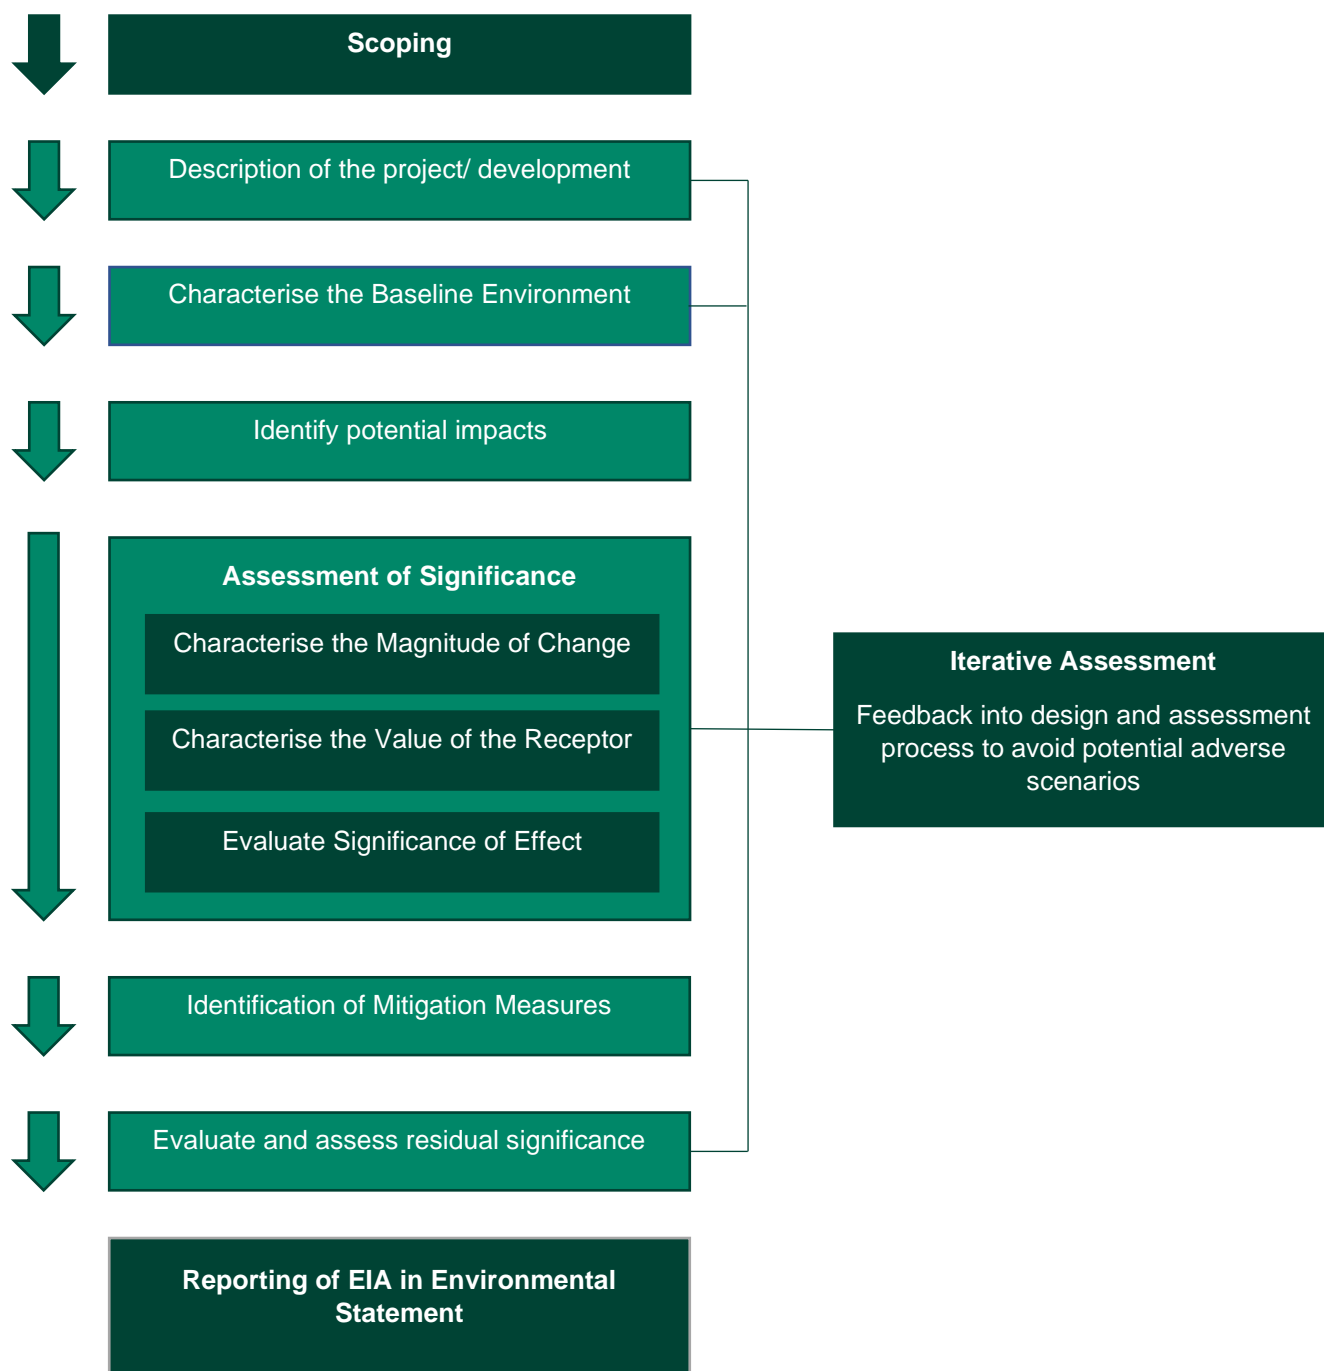 Scoping
Description of the project/ development
Characterise the Baseline Environment
Identify potential impacts
Assessment of Significance
Characterise the Magnitude of Change
Characterise the Value of the Receptor
Evaluate Significance of Effect
Iterative Assessment
Feedback into design and assessment
process to avoid potential adverse
scenarios
Identification of Mitigation Measures
Evaluate and assess residual significance
Reporting of EIA in Environmental
Statement